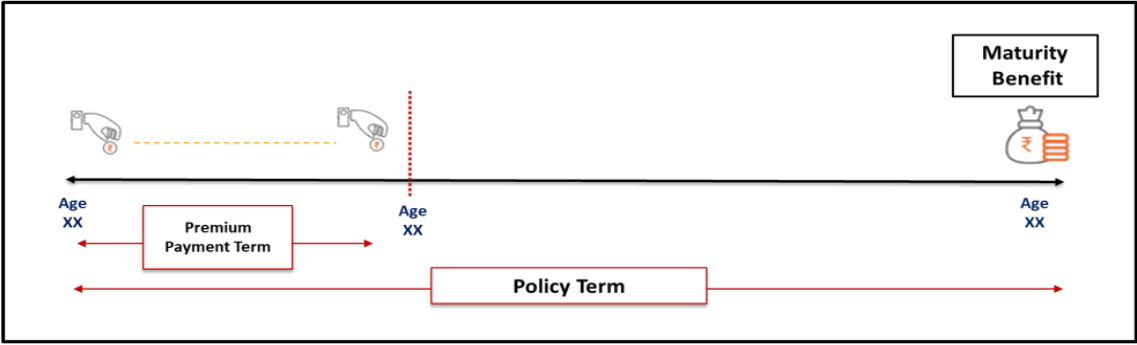 Maturity
Benefit
₹
₹
₹
Age
XX
Age
XX
Age
XX
Premium
Payment Term
Policy Term